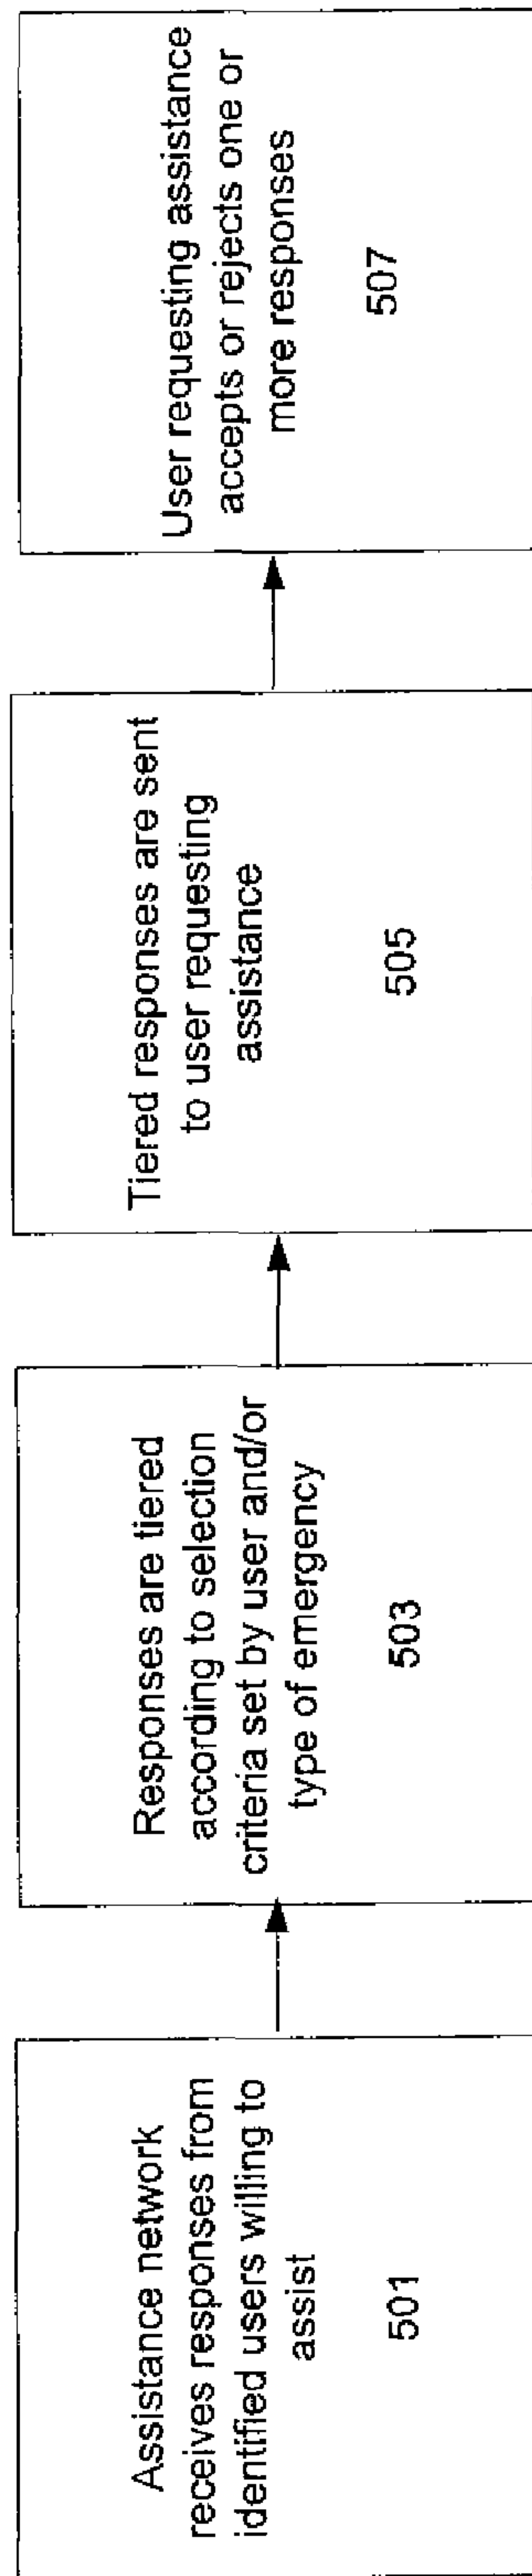 Assistance network
receives responses from
identified users willing to
assist
501
Responses are tiered
according to selection
criteria set by user and/or
type of emergency
503
Tiered responses are sent
to user requesting
assistance
505
User requesting assistance
accepts or rejects one or
more responses
507